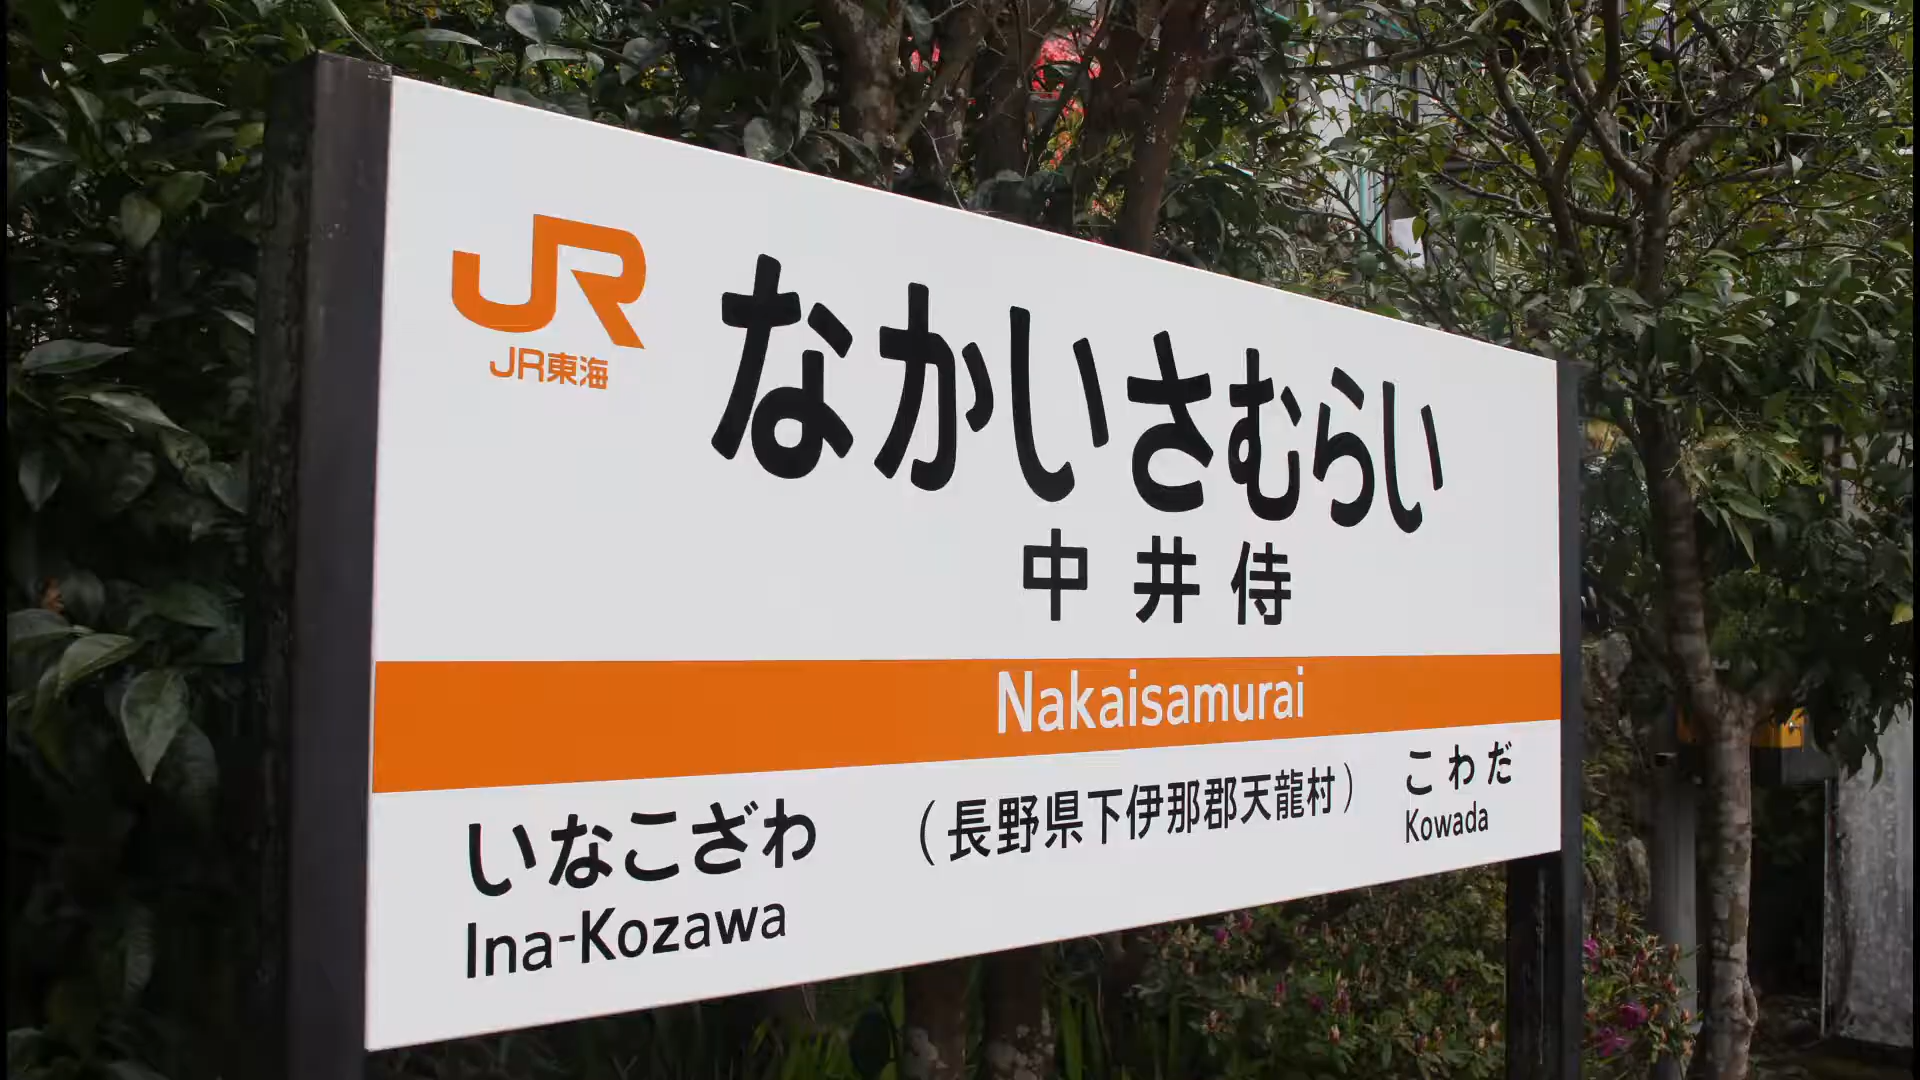 JR
JR東海
なかいさむらい
中井侍
Nakaisamurai
いなこざわ
Ina-Kozawa
(長野県下伊那郡天龍村)
こわだ
Kowada